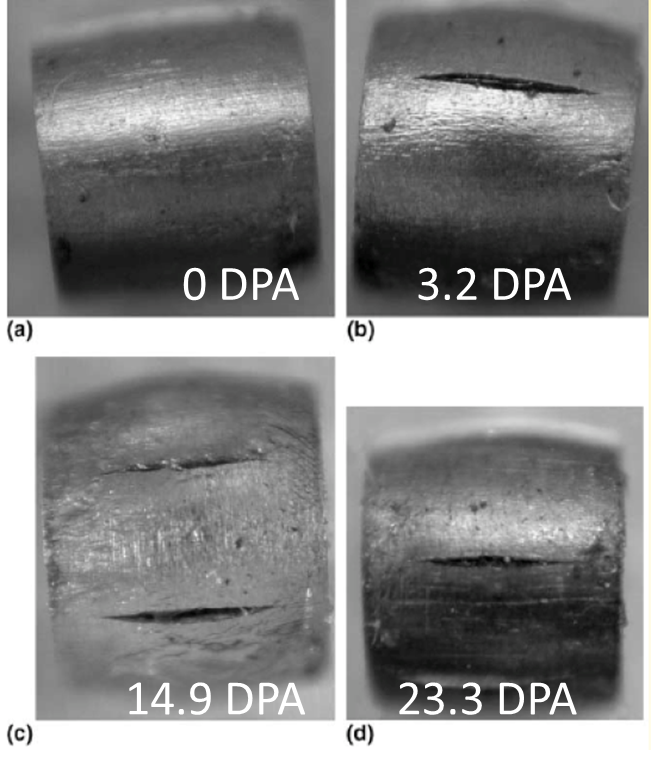 0 DPA
3.2 DPA
(a)
(b)
14.9 DPA
23.3 DPA
(c)
(d)